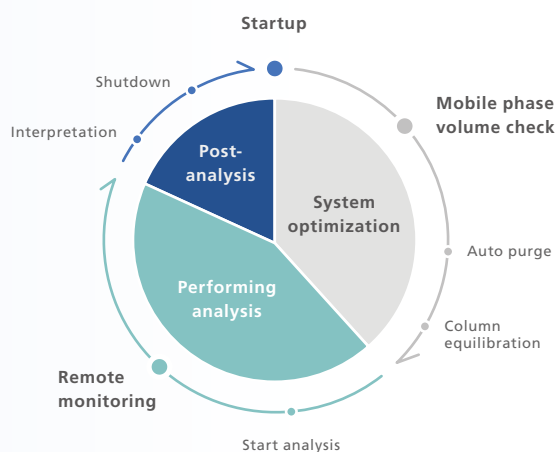 Startup
Mobile phase
volume check
Auto purge
Column
equilibration
Start analysis
Remote
monitoring
Interpretation
Shutdown
System
optimization
Performing
analysis
Post-
analysis